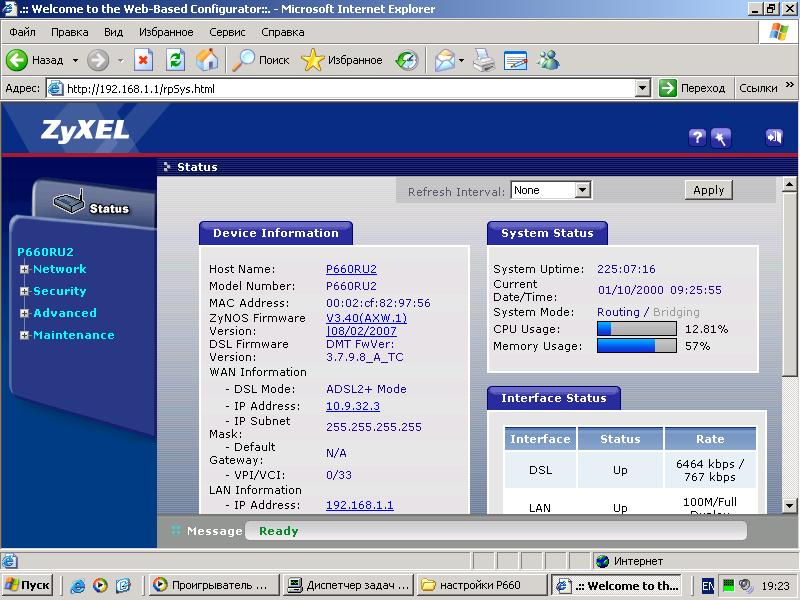 .:: Welcome to the Web-Based Configurator::. - Microsoft Internet Explorer
Файл Правка Вид Избранное Сервис Справка
Назад Поиск Избранное
Адрес: http://192.168.1.1/rpSys.html Переход Ссылки »
ZyXEL
Status
Refresh Interval: None Apply
Status
P660RU2
Network
Security
Advanced
Maintenance
Device Information
Host Name: P660RU2
Model Number: P660RU2
MAC Address: 00:02:cf:82:97:56
ZyNOS Firmware V3.40(AXW.1)
Version: |08/02/2007
DSL Firmware DMT FwVer:
Version: 3.7.9.8_A_TC
WAN Information
- DSL Mode: ADSL2+ Mode
- IP Address: 10.9.32.3
- IP Subnet
Mask: 255.255.255.255
- Default
Gateway: N/A
- VPI/VCI: 0/33
LAN Information
- IP Address: 192.168.1.1
System Status
System Uptime: 225:07:16
Current
Date/Time: 01/10/2000 09:25:55
System Mode: Routing / Bridging
CPU Usage: 12.81%
Memory Usage: 57%
Interface Status
Interface Status Rate
DSL Up 6464 kbps /
767 kbps
LAN Up 100M/Full
Duplex
Message Ready
Интернет
Пуск Проигрыватель ... Диспетчер задач ... настройки P660 .:: Welcome to th... EN 19:23